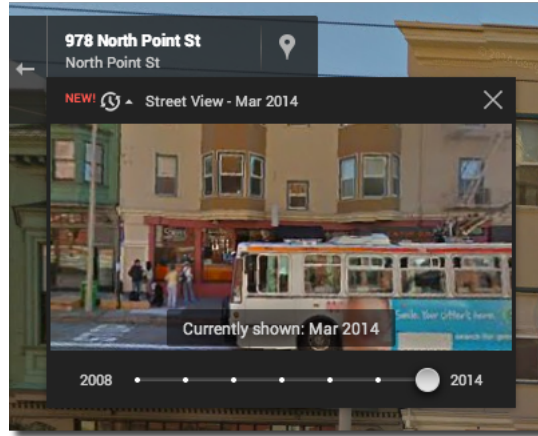 978 North Point St
North Point St
NEW! Street View - Mar 2014
Currently shown: Mar 2014
2008 2014